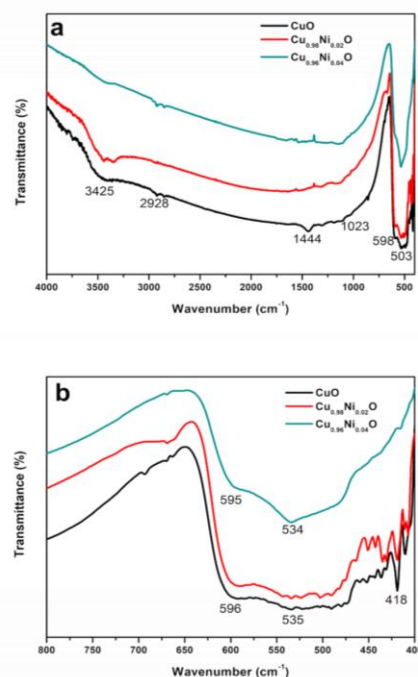 a
CuO
Cu0.98Ni0.02O
Cu0.96Ni0.04O
Transmittance (%)
3425
2928
1444
1023
598
503
4000 3500 3000 2500 2000 1500 1000 500
Wavenumber (cm-1)
b
CuO
Cu0.98Ni0.02O
Cu0.96Ni0.04O
Transmittance (%)
595
534
596
535
418
800 750 700 650 600 550 500 450 40
Wavenumber (cm-1)